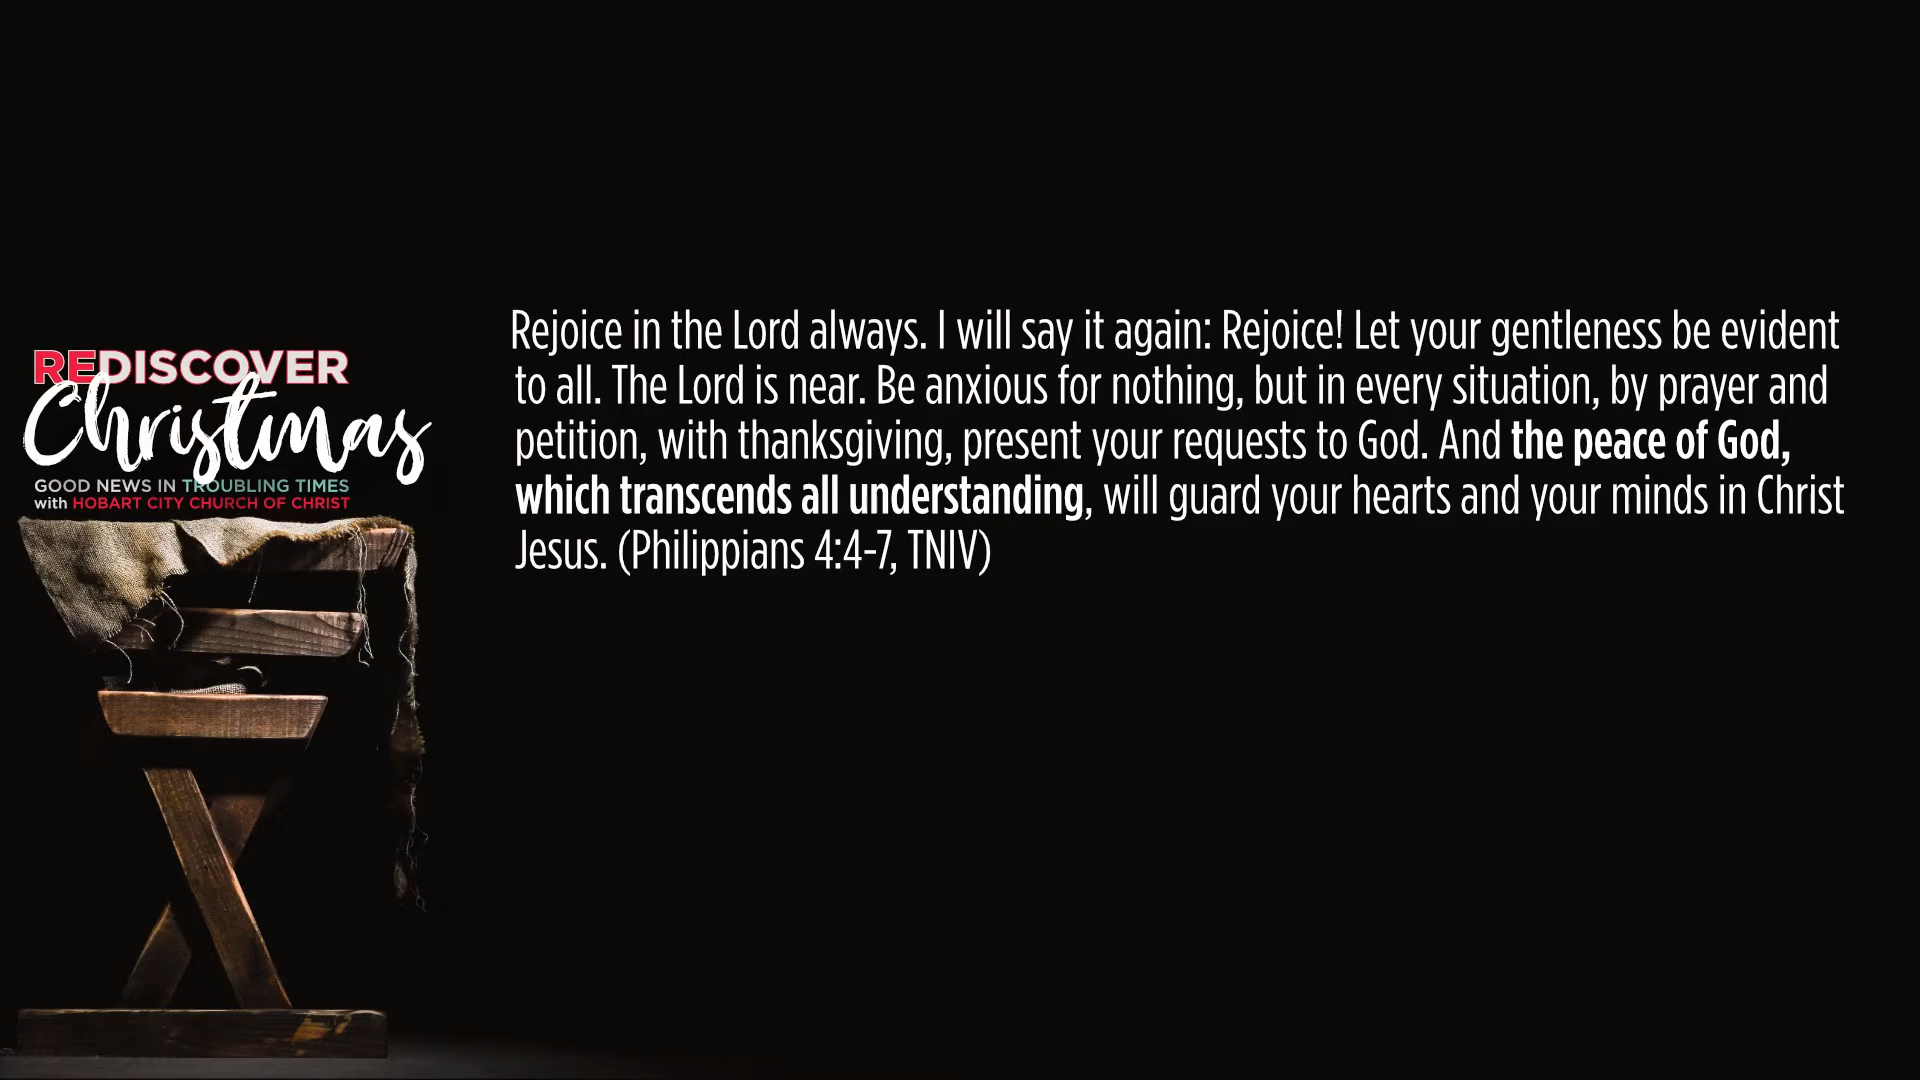 REDISCOVER
Christmas
GOOD NEWS IN TROUBLING TIMES
with HOBART CITY CHURCH OF CHRIST
Rejoice in the Lord always. I will say it again: Rejoice! Let your gentleness be evident
to all. The Lord is near. Be anxious for nothing, but in every situation, by prayer and
petition, with thanksgiving, present your requests to God. And the peace of God,
which transcends all understanding, will guard your hearts and your minds in Christ
Jesus. (Philippians 4:4-7, TNIV)